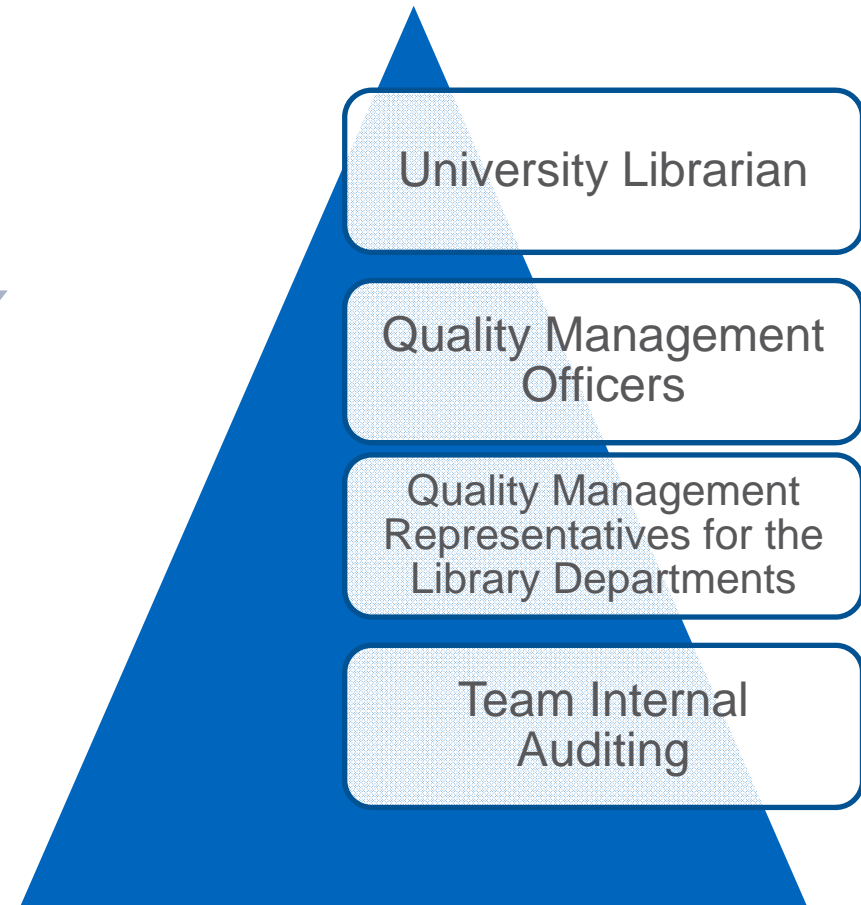 University Librarian
Quality Management
Officers
Quality Management
Representatives for the
Library Departments
Team Internal
Auditing